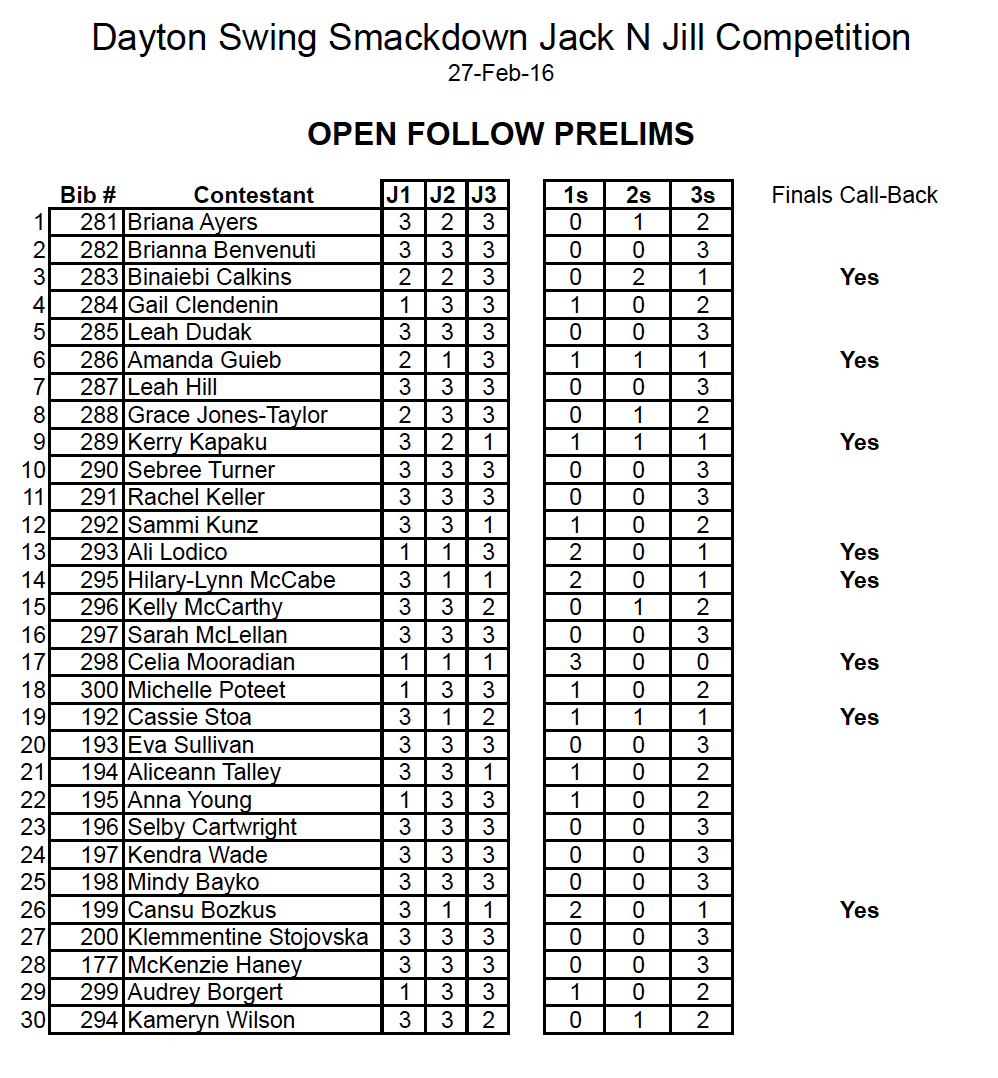 Dayton Swing Smackdown Jack N Jill Competition
27-Feb-16
OPEN FOLLOW PRELIMS
Bib # Contestant J1 J2 J3 1s 2s 3s Finals Call-Back
1 281 Briana Ayers 3 2 3 0 1 2
2 282 Brianna Benvenuti 3 3 3 0 0 3
3 283 Binaiebi Calkins 2 2 3 0 2 1 Yes
4 284 Gail Clendenin 1 3 3 1 0 2
5 285 Leah Dudak 3 3 3 0 0 3
6 286 Amanda Guieb 2 1 3 1 1 1 Yes
7 287 Leah Hill 3 3 3 0 0 3
8 288 Grace Jones-Taylor 2 3 3 0 1 2
9 289 Kerry Kapaku 3 2 1 1 1 1 Yes
10 290 Sebree Turner 3 3 3 0 0 3
11 291 Rachel Keller 3 3 3 0 0 3
12 292 Sammi Kunz 3 3 1 1 0 2
13 293 Ali Lodico 1 1 3 2 0 1 Yes
14 295 Hilary-Lynn McCabe 3 1 1 2 0 1 Yes
15 296 Kelly McCarthy 3 3 2 0 1 2
16 297 Sarah McLellan 3 3 3 0 0 3
17 298 Celia Mooradian 1 1 1 3 0 0 Yes
18 300 Michelle Poteet 1 3 3 1 0 2
19 192 Cassie Stoa 3 1 2 1 1 1 Yes
20 193 Eva Sullivan 3 3 3 0 0 3
21 194 Aliceann Talley 3 3 1 1 0 2
22 195 Anna Young 1 3 3 1 0 2
23 196 Selby Cartwright 3 3 3 0 0 3
24 197 Kendra Wade 3 3 3 0 0 3
25 198 Mindy Bayko 3 3 3 0 0 3
26 199 Cansu Bozkus 3 1 1 2 0 1 Yes
27 200 Klemmentine Stojovska 3 3 3 0 0 3
28 177 McKenzie Haney 3 3 3 0 0 3
29 299 Audrey Borgert 1 3 3 1 0 2
30 294 Kameryn Wilson 3 3 2 0 1 2